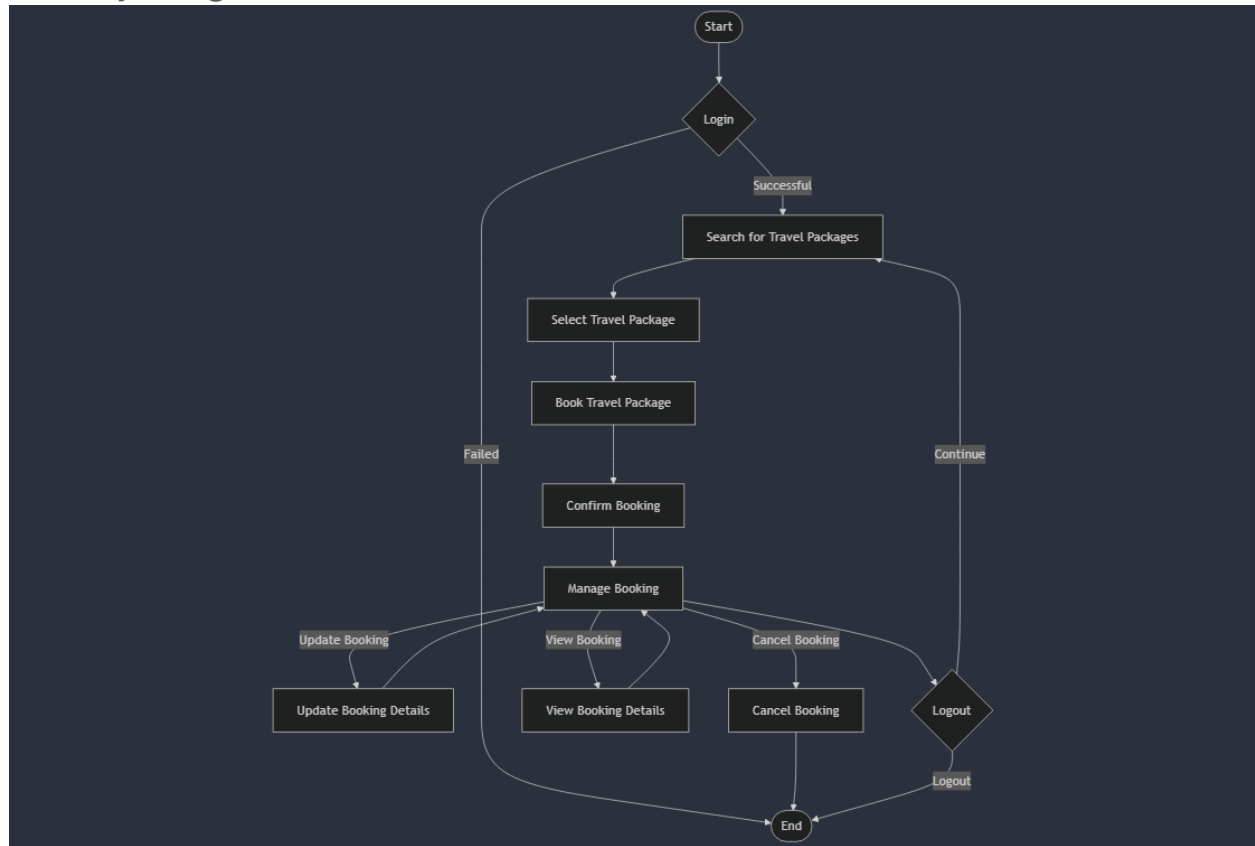 Start
Login
Successful
Search for Travel Packages
Select Travel Package
Book Travel Package
Failed
Continue
Confirm Booking
Manage Booking
Update Booking
View Booking
Cancel Booking
Update Booking Details
View Booking Details
Cancel Booking
Logout
Logout
End